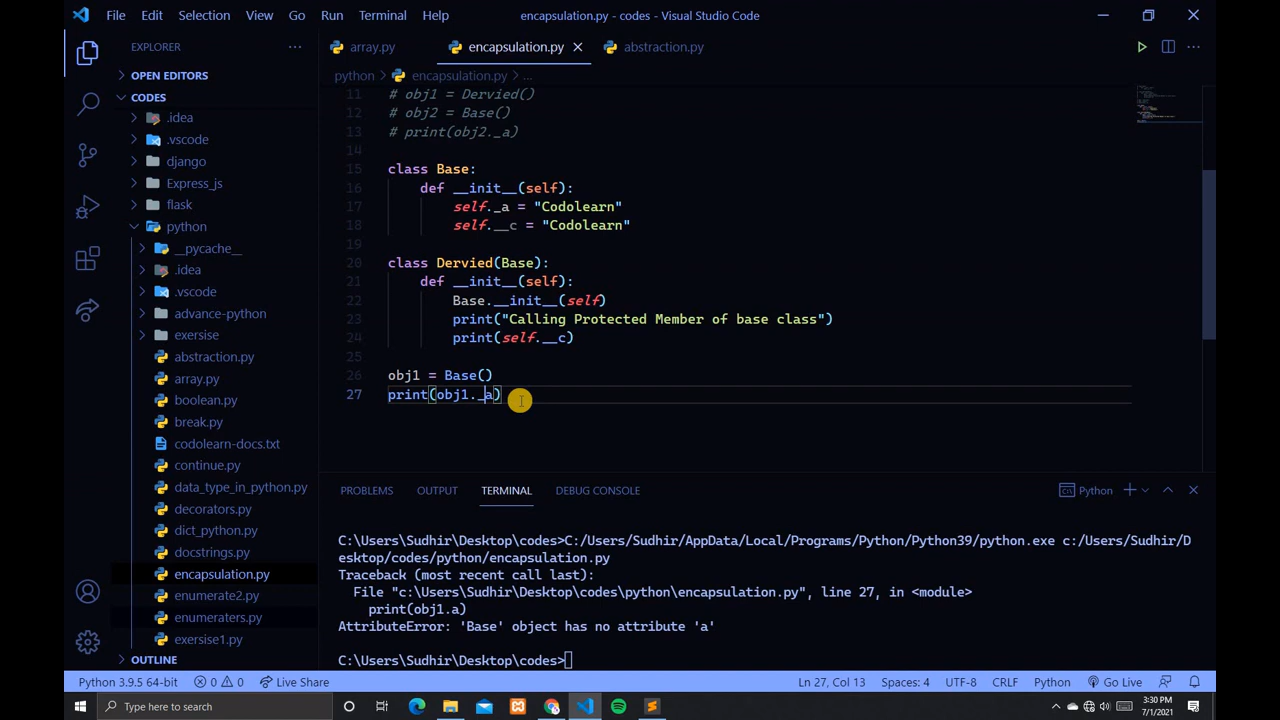 File Edit Selection View Go Run Terminal Help encapsulation.py - codes - Visual Studio Code
EXPLORER
OPEN EDITORS
CODES
.idea
.vscode
django
Express_js
flask
python
__pycache__
.idea
.vscode
advance-python
exersise
abstraction.py
array.py
boolean.py
break.py
codolearn-docs.txt
continue.py
data_type_in_python.py
decorators.py
dict_python.py
docstrings.py
encapsulation.py
enumerate2.py
enumeraters.py
exersise1.py
OUTLINE
array.py encapsulation.py abstraction.py
python > encapsulation.py > ...
11 # obj1 = Dervied()
12 # obj2 = Base()
13 # print(obj2._a)
14
15 class Base:
16 def __init__(self):
17 self._a = "Codolearn"
18 self.__c = "Codolearn"
19
20 class Dervied(Base):
21 def __init__(self):
22 Base.__init__(self)
23 print("Calling Protected Member of base class")
24 print(self.__c)
25
26 obj1 = Base()
27 print(obj1._a)
PROBLEMS OUTPUT TERMINAL DEBUG CONSOLE Python
C:\Users\Sudhir\Desktop\codes>C:/Users/Sudhir/AppData/Local/Programs/Python/Python39/python.exe c:/Users/Sudhir/D
esktop/codes/python/encapsulation.py
Traceback (most recent call last):
File "c:\Users\Sudhir\Desktop\codes\python\encapsulation.py", line 27, in <module>
print(obj1.a)
AttributeError: 'Base' object has no attribute 'a'
C:\Users\Sudhir\Desktop\codes>
Python 3.9.5 64-bit 0 0 Live Share Ln 27, Col 13 Spaces: 4 UTF-8 CRLF Python Go Live
Type here to search
3:30 PM
7/1/2021